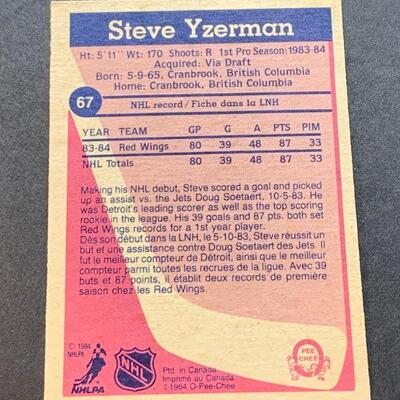 Steve Yzerman
Ht: 5'11" Wt: 170 Shoots: R 1st Pro Season: 1983-84
Acquired: Via Draft
Born: 5-9-65, Cranbrook, British Columbia
Home: Cranbrook, British Columbia
67
NHL record/Fiche dans la LNH
YEAR TEAM GP G A PTS PIM
83-84 Red Wings 80 39 48 87 33
NHL Totals 80 39 48 87 33
Making his NHL debut, Steve scored a goal and picked
up an assist vs. the Jets Doug Soetaert, 10-5-83. He
was Detroit's leading scorer as well as the top scoring
rookie in the league. His 39 goals and 87 pts. both set
Red Wings records for a 1st year player.
Dès son début dans la LNH, le 5-10-83, Steve réussit un
but et une assistance contre Doug Soetaert des Jets. Il
fut le meilleur compteur de Détroit, ainsi que le meilleur
compteur parmi toutes les recrues de la ligue. Avec 39
buts et 87 points, il établit deux records de première
saison chez les Red Wings.
© 1984
NHLPA
NHLPA
NHL
Ptd. in Canada
Imprimé au Canada
©1984 O-Pee-Chee
O
PEE
CHEE